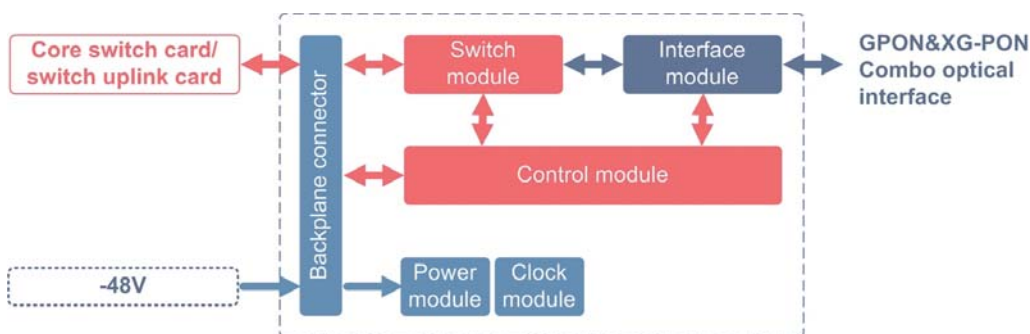 Core switch card/
switch uplink card
Backplane connector
Switch
module
Interface
module
GPON&XG-PON
Combo optical
interface
Control module
-48V
Power
module
Clock
module